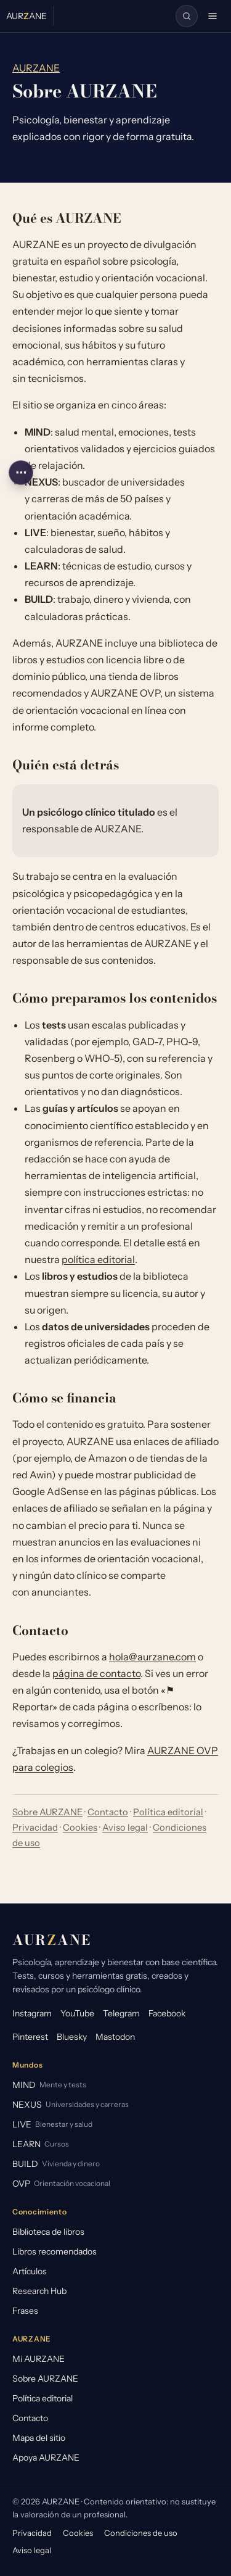 AURZANE
AURZANE
Sobre AURZANE
Psicología, bienestar y aprendizaje
explicados con rigor y de forma gratuita.
Qué es AURZANE
AURZANE es un proyecto de divulgación
gratuita en español sobre psicología,
bienestar, estudio y orientación vocacional.
Su objetivo es que cualquier persona pueda
entender mejor lo que siente y tomar
decisiones informadas sobre su salud
emocional, sus hábitos y su futuro
académico, con herramientas claras y
sin tecnicismos.
El sitio se organiza en cinco áreas:
• MIND: salud mental, emociones, tests
orientativos validados y ejercicios guiados
de relajación.
NEXUS: buscador de universidades
y carreras de más de 50 países y
orientación académica.
• LIVE: bienestar, sueño, hábitos y
calculadoras de salud.
• LEARN: técnicas de estudio, cursos y
recursos de aprendizaje.
• BUILD: trabajo, dinero y vivienda, con
calculadoras prácticas.
Además, AURZANE incluye una biblioteca de
libros y estudios con licencia libre o de
dominio público, una tienda de libros
recomendados y AURZANE OVP, un sistema
de orientación vocacional en línea con
informe completo.
Quién está detrás
Un psicólogo clínico titulado es el
responsable de AURZANE.
Su trabajo se centra en la evaluación
psicológica y psicopedagógica y en la
orientación vocacional de estudiantes,
también dentro de centros educativos. Es el
autor de las herramientas de AURZANE y el
responsable de sus contenidos.
Cómo preparamos los contenidos
• Los tests usan escalas publicadas y
validadas (por ejemplo, GAD-7, PHQ-9,
Rosenberg o WHO-5), con su referencia y
sus puntos de corte originales. Son
orientativos y no dan diagnósticos.
• Las guías y artículos se apoyan en
conocimiento científico establecido y en
organismos de referencia. Parte de la
redacción se hace con ayuda de
herramientas de inteligencia artificial,
siempre con instrucciones estrictas: no
inventar cifras ni estudios, no recomendar
medicación y remitir a un profesional
cuando corresponde. El detalle está en
nuestra política editorial.
• Los libros y estudios de la biblioteca
muestran siempre su licencia, su autor y
su origen.
• Los datos de universidades proceden de
registros oficiales de cada país y se
actualizan periódicamente.
Cómo se financia
Todo el contenido es gratuito. Para sostener
el proyecto, AURZANE usa enlaces de afiliado
(por ejemplo, de Amazon o de tiendas de la
red Awin) y puede mostrar publicidad de
Google AdSense en las páginas públicas. Los
enlaces de afiliado se señalan en la página y
no cambian el precio para ti. Nunca se
muestran anuncios en las evaluaciones ni
en los informes de orientación vocacional,
y ningún dato clínico se comparte
con anunciantes.
Contacto
Puedes escribirnos a hola@aurzane.com o
desde la página de contacto. Si ves un error en
algún contenido, usa el botón «⚑
Reportar» de cada página o escríbenos: lo
revisamos y corregimos.
¿Trabajas en un colegio? Mira AURZANE OVP
para colegios.
Sobre AURZANE · Contacto · Política editorial ·
Privacidad · Cookies · Aviso legal · Condiciones
de uso
AURZANE
Psicología, aprendizaje y bienestar con base científica.
Tests, cursos y herramientas gratis, creados y
revisados por un psicólogo clínico.
Instagram YouTube Telegram Facebook
Pinterest Bluesky Mastodon
Mundos
MIND Mente y tests
NEXUS Universidades y carreras
LIVE Bienestar y salud
LEARN Cursos
BUILD Vivienda y dinero
OVP Orientación vocacional
Conocimiento
Biblioteca de libros
Libros recomendados
Artículos
Research Hub
Frases
AURZANE
Mi AURZANE
Sobre AURZANE
Política editorial
Contacto
Mapa del sitio
Apoya AURZANE
© 2026 AURZANE · Contenido orientativo: no sustituye
la valoración de un profesional.
Privacidad Cookies Condiciones de uso
Aviso legal